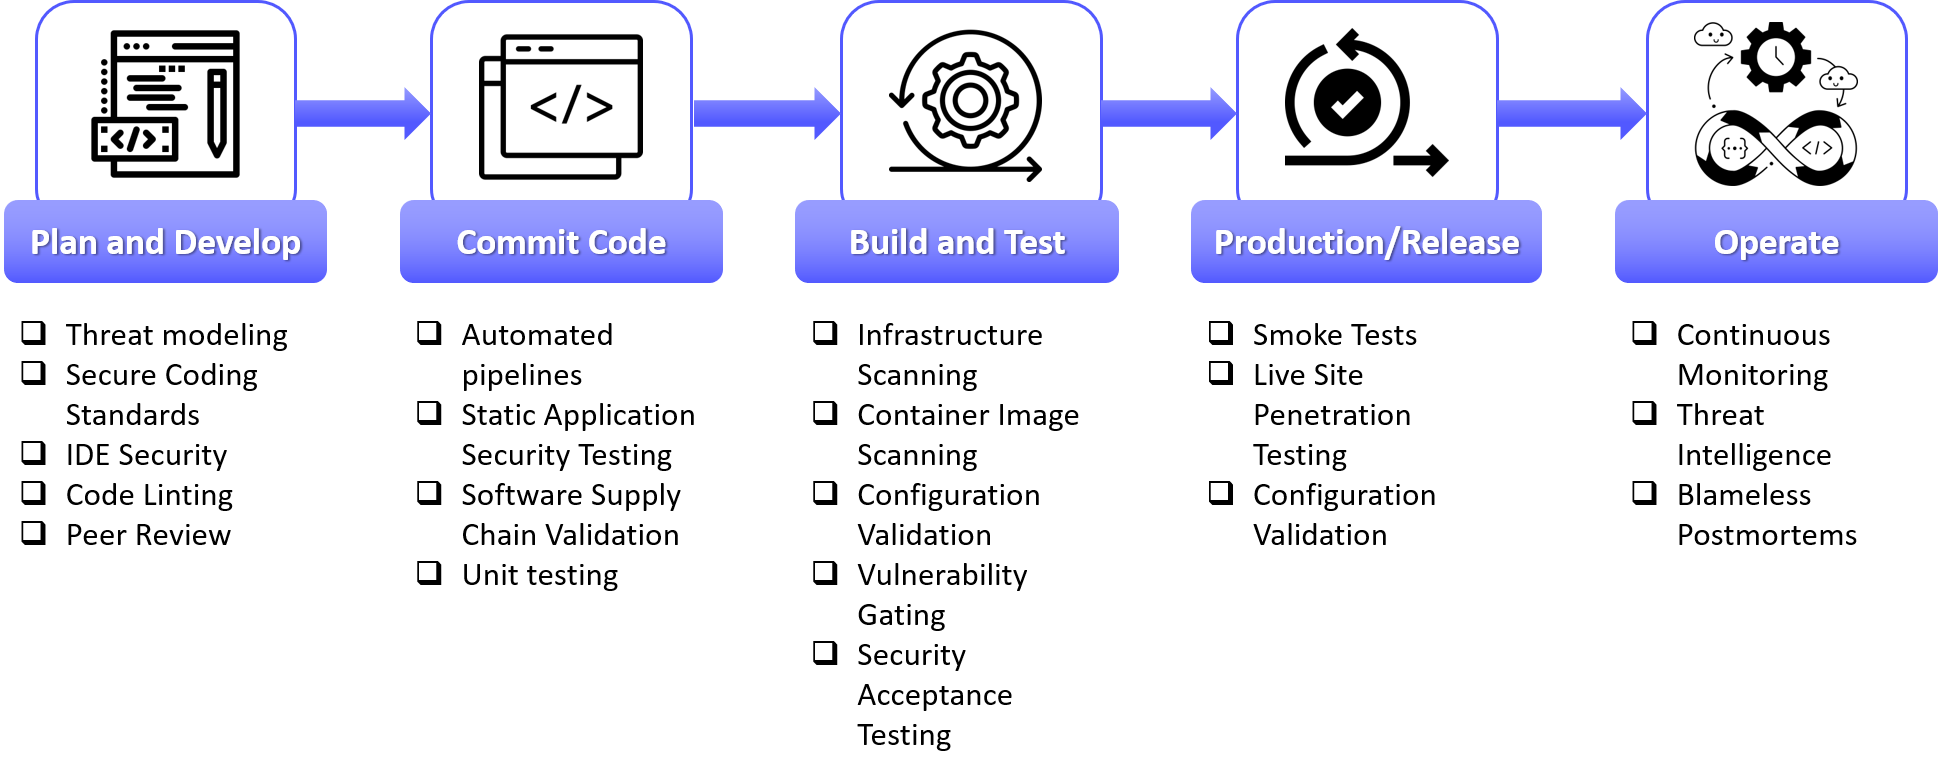 </>
</>
{...}
</>
Plan and Develop
Commit Code
Build and Test
Production/Release
Operate
Threat modeling
Secure Coding
Standards
IDE Security
Code Linting
Peer Review
Automated
pipelines
Static Application
Security Testing
Software Supply
Chain Validation
Unit testing
Infrastructure
Scanning
Container Image
Scanning
Configuration
Validation
Vulnerability
Gating
Security
Acceptance
Testing
Smoke Tests
Live Site
Penetration
Testing
Configuration
Validation
Continuous
Monitoring
Threat
Intelligence
Blameless
Postmortems